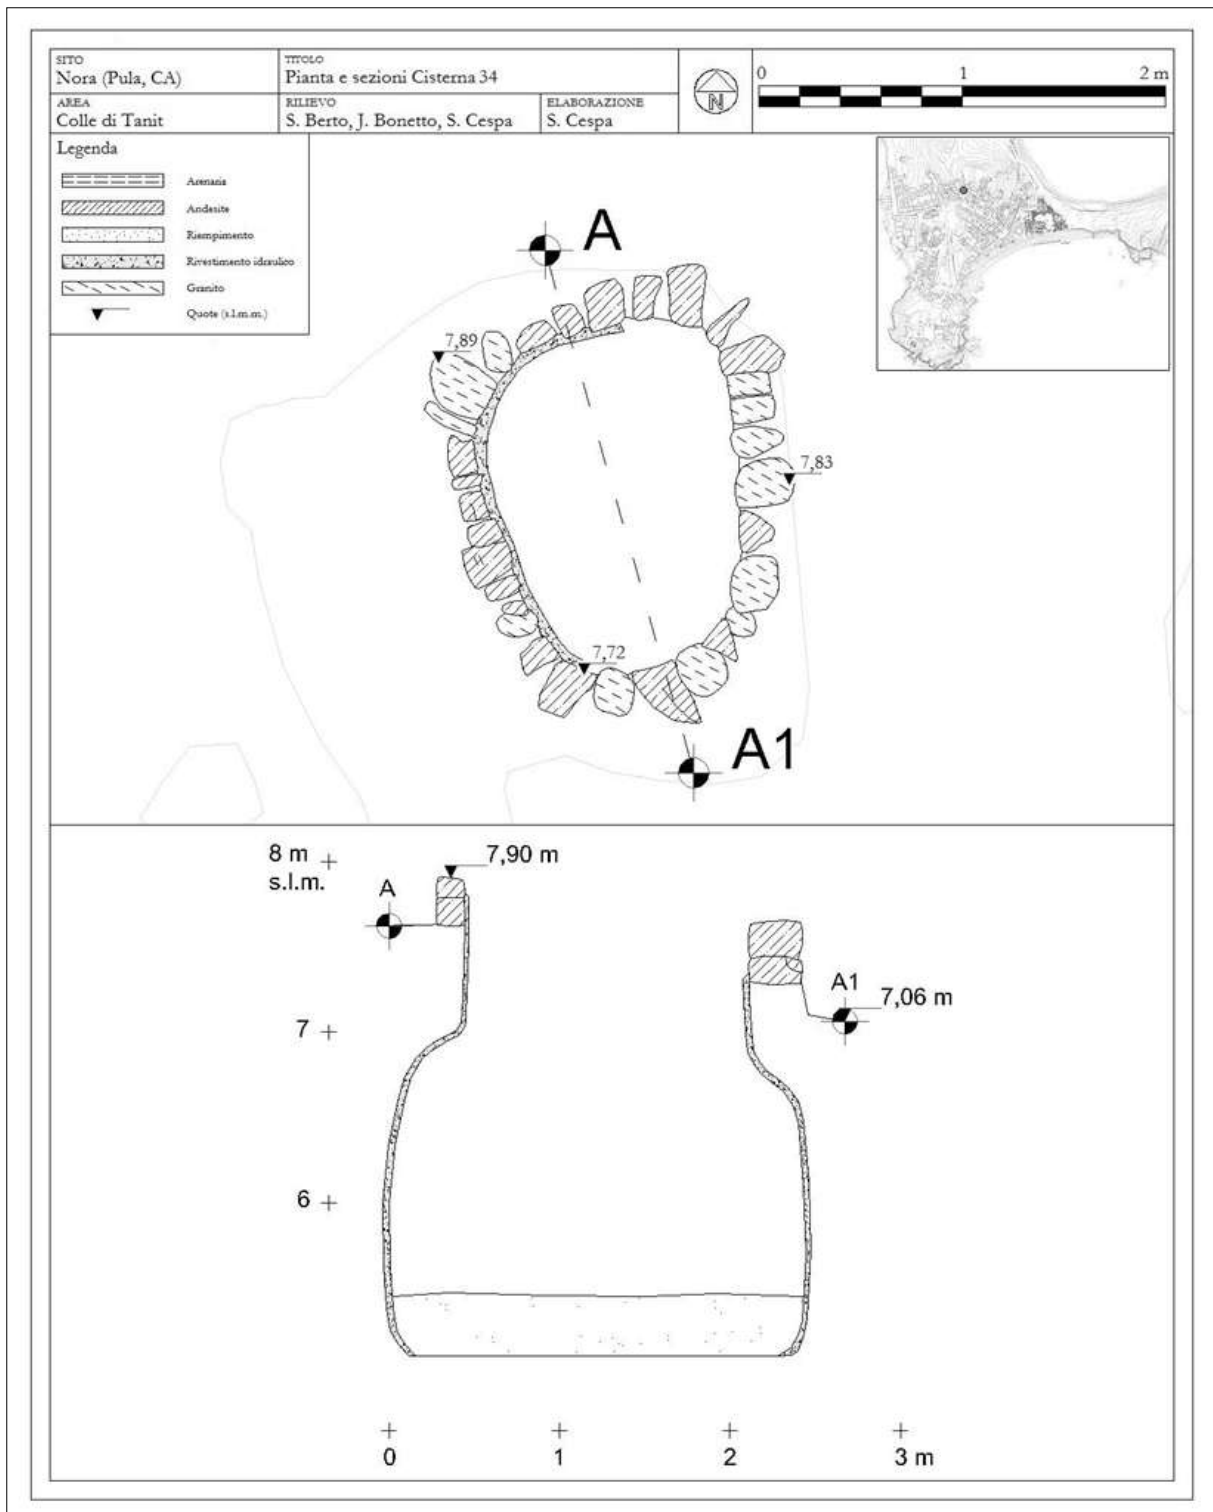 SITO
Nora (Pula, CA)
TITOLO
Pianta e sezioni Cisterna 34
AREA
Colle di Tanit
RILIEVO
S. Berto, J. Bonetto, S. Cespa
ELABORAZIONE
S. Cespa
N
0 1 2 m
Legenda
Arenaria
Andesite
Riempimento
Rivestimento idraulico
Granito
Quote (s.l.m.m.)
A
7,89
7,83
7,72
A1
8 m
s.l.m.
7,90 m
A
A1
7,06 m
7
6
0 1 2 3 m